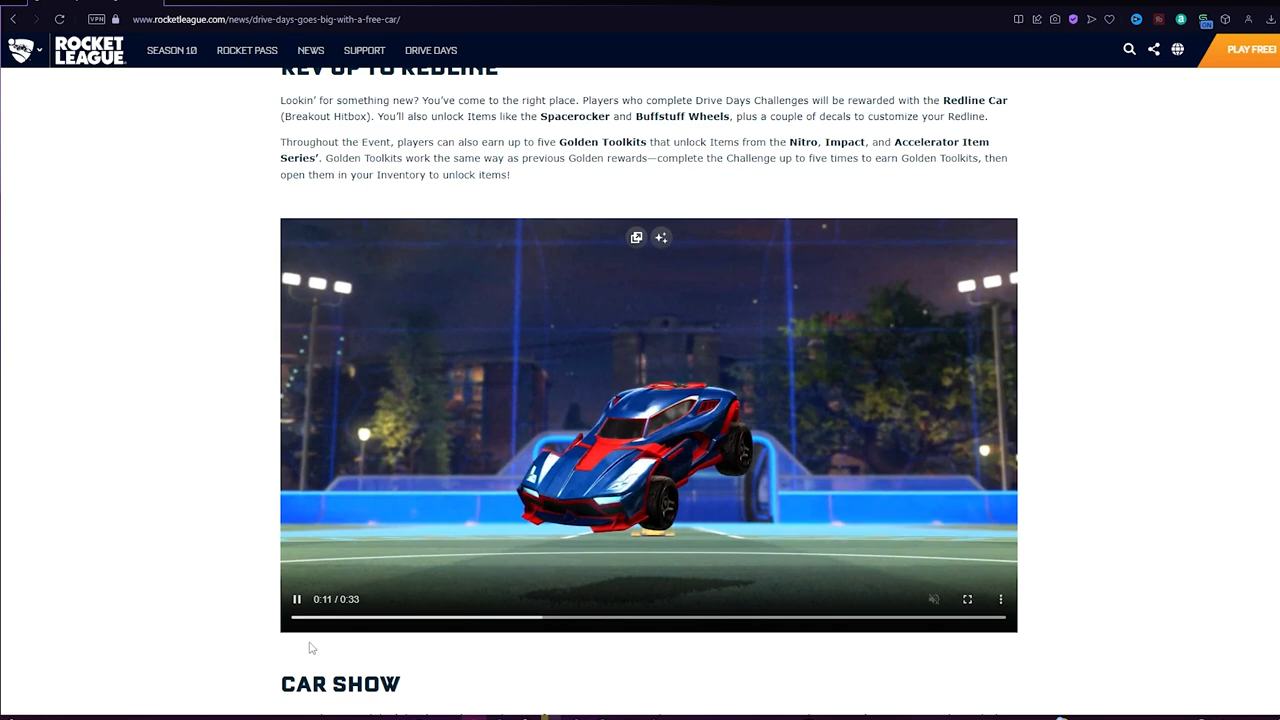 VPN
www.rocketleague.com/news/drive-days-goes-big-with-a-free-car/
ON
ROCKET
LEAGUE
SEASON 10
ROCKET PASS
NEWS
SUPPORT
DRIVE DAYS
PLAY FREE!
REV UP TO REDLINE
Lookin' for something new? You've come to the right place. Players who complete Drive Days Challenges will be rewarded with the Redline Car
(Breakout Hitbox). You'll also unlock Items like the Spacerocker and Buffstuff Wheels, plus a couple of decals to customize your Redline.
Throughout the Event, players can also earn up to five Golden Toolkits that unlock Items from the Nitro, Impact, and Accelerator Item
Series'. Golden Toolkits work the same way as previous Golden rewards—complete the Challenge up to five times to earn Golden Toolkits, then
open them in your Inventory to unlock items!
0:11 / 0:33
CAR SHOW